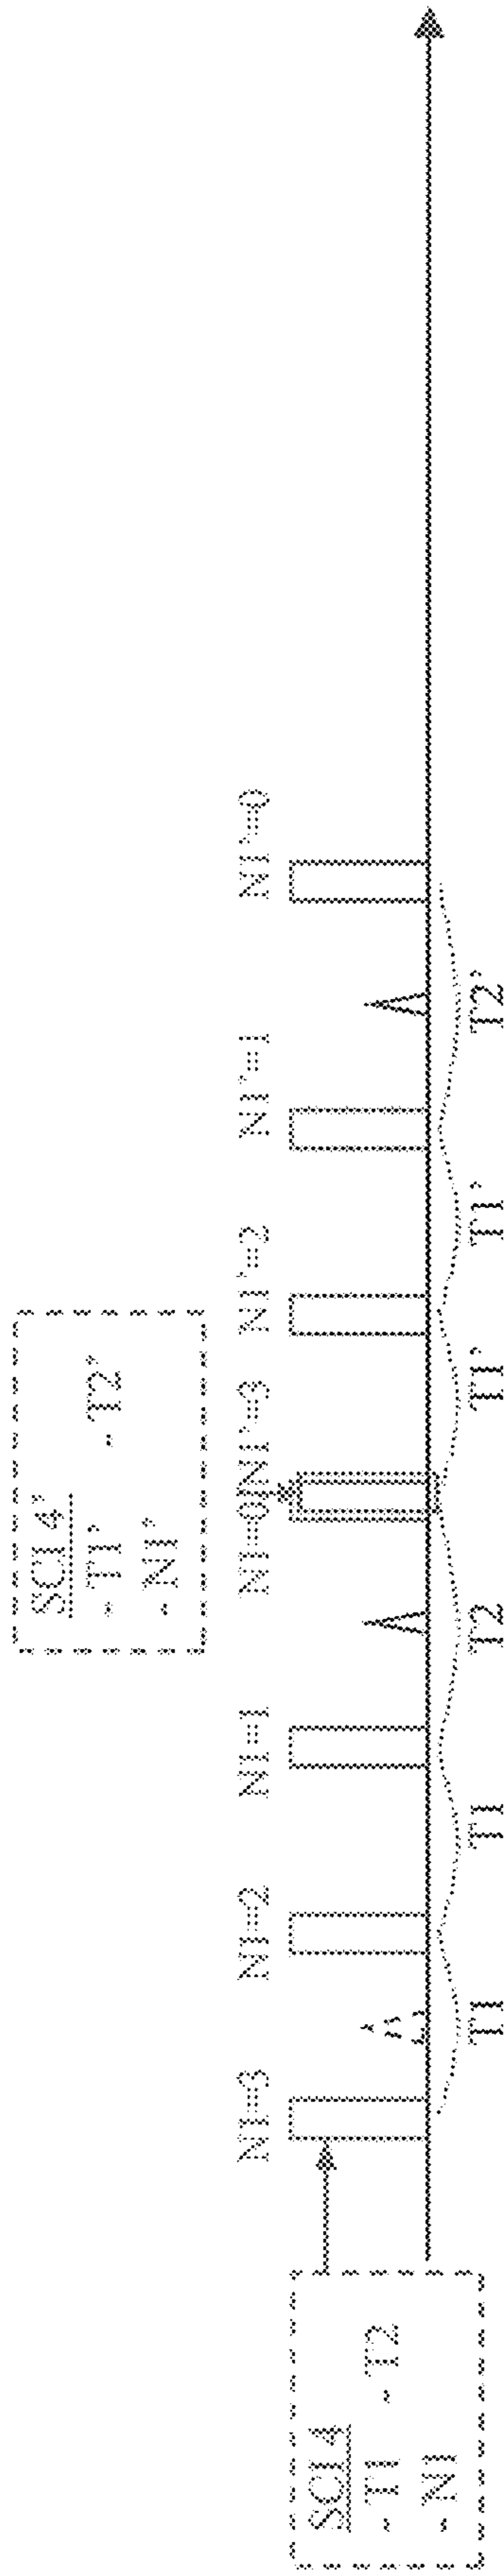 SCI 4'
- T1' - T2'
- N1'
N1=3 N1=2 N1=1 N1=0 N1'=3 N1'=2 N1'=1 N1'=0
SCI 4
- T1 - T2
- N1
T1 T1 T2 T1' T1' T2'